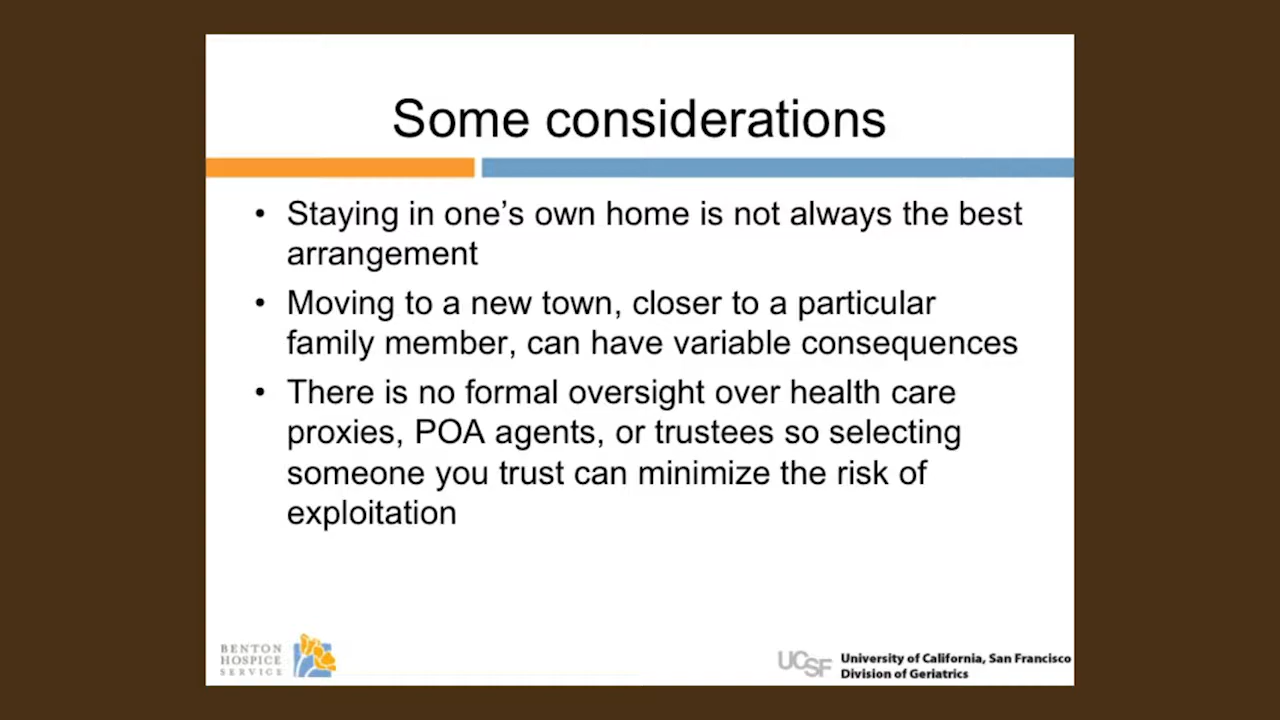 Some considerations
• Staying in one’s own home is not always the best
arrangement
• Moving to a new town, closer to a particular
family member, can have variable consequences
• There is no formal oversight over health care
proxies, POA agents, or trustees so selecting
someone you trust can minimize the risk of
exploitation
BENTON
HOSPICE
SERVICE
UCSF
University of California, San Francisco
Division of Geriatrics